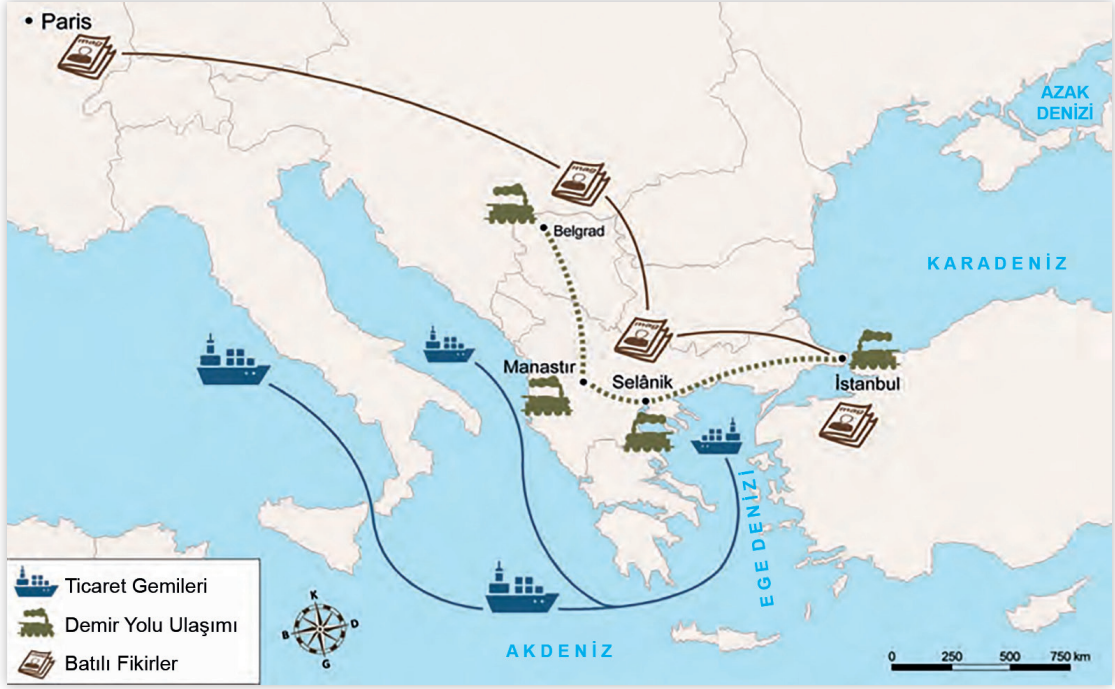 Paris
AZAK
DENİZİ
Belgrad
KARADENİZ
Manastır
Selânik
İstanbul
EGE DENİZİ
Ticaret Gemileri
Demir Yolu Ulaşımı
Batılı Fikirler
K
B
D
G
AKDENİZ
0 250 500 750 km